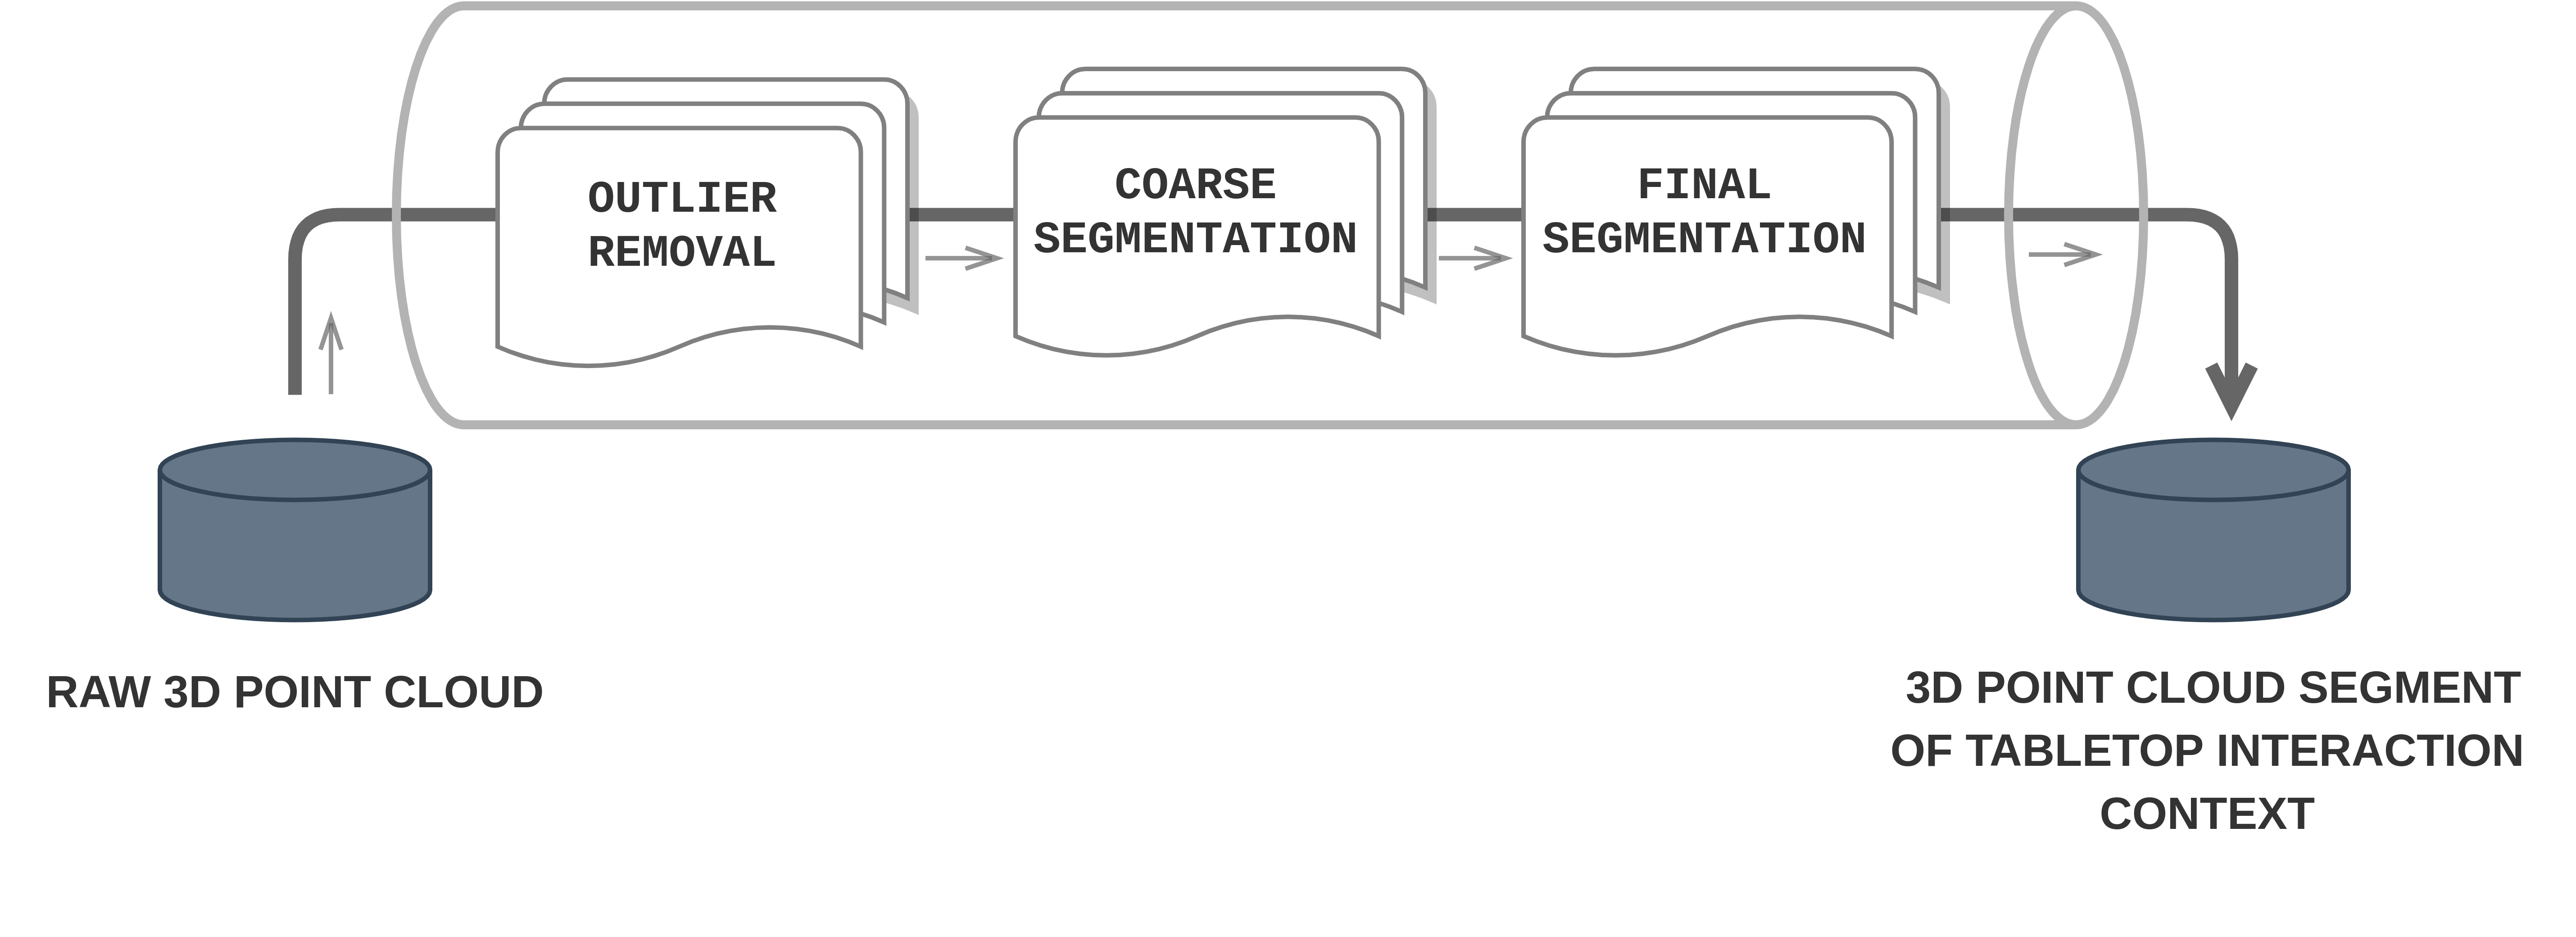 OUTLIER
REMOVAL
COARSE
SEGMENTATION
FINAL
SEGMENTATION
RAW 3D POINT CLOUD
3D POINT CLOUD SEGMENT
OF TABLETOP INTERACTION
CONTEXT